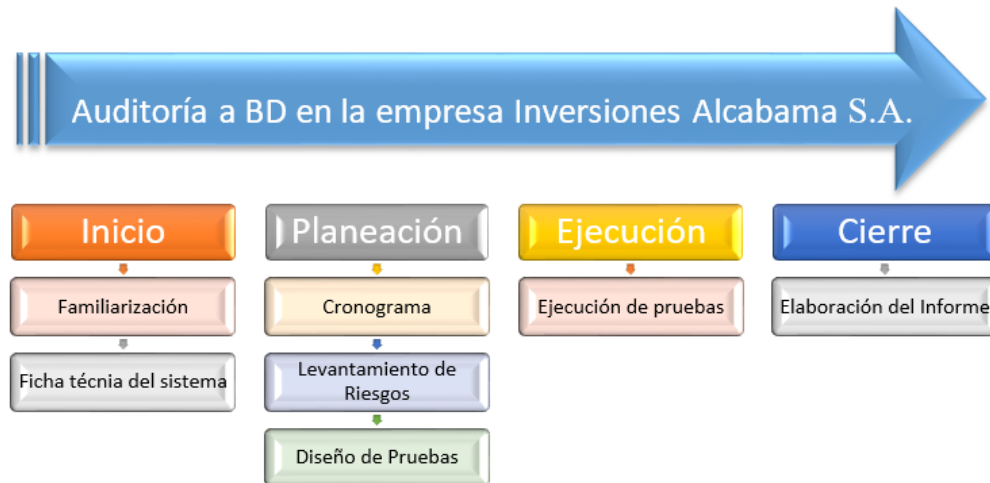 Auditoría a BD en la empresa Inversiones Alcabama S.A.
Inicio
Familiarización
Ficha técnia del sistema
Planeación
Cronograma
Levantamiento de
Riesgos
Diseño de Pruebas
Ejecución
Ejecución de pruebas
Cierre
Elaboración del Informe